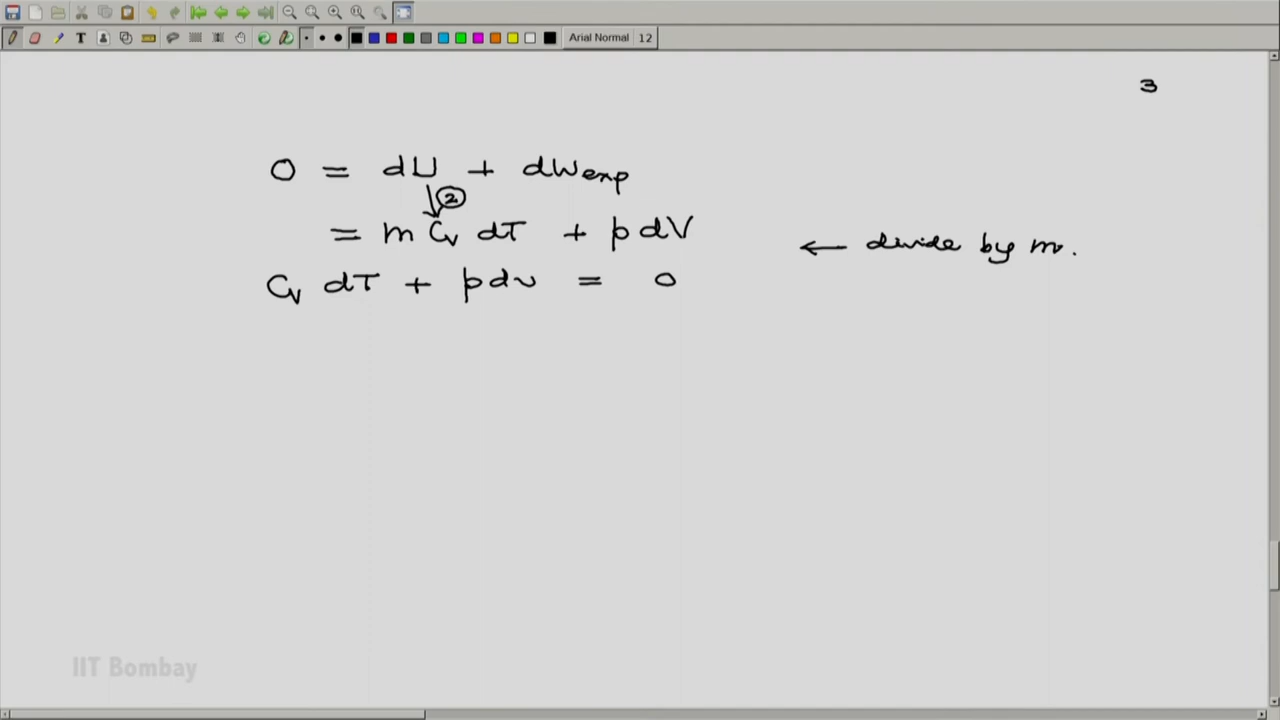 Arial Normal 12
3
0 = dU + dWexp
↓②
= m Cv dT + p dV ← divide by m.
Cv dT + p dv = 0
IIT Bombay